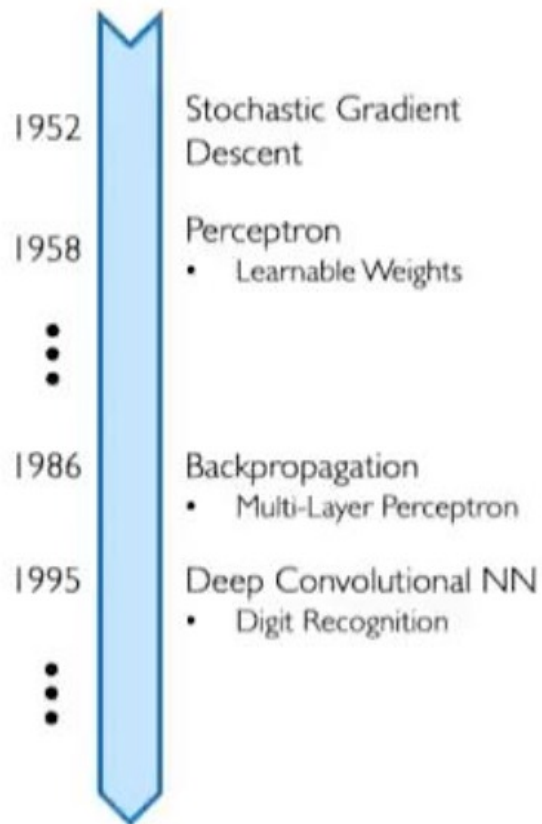 1952
Stochastic Gradient
Descent
1958
Perceptron
• Learnable Weights
1986
Backpropagation
• Multi-Layer Perceptron
1995
Deep Convolutional NN
• Digit Recognition